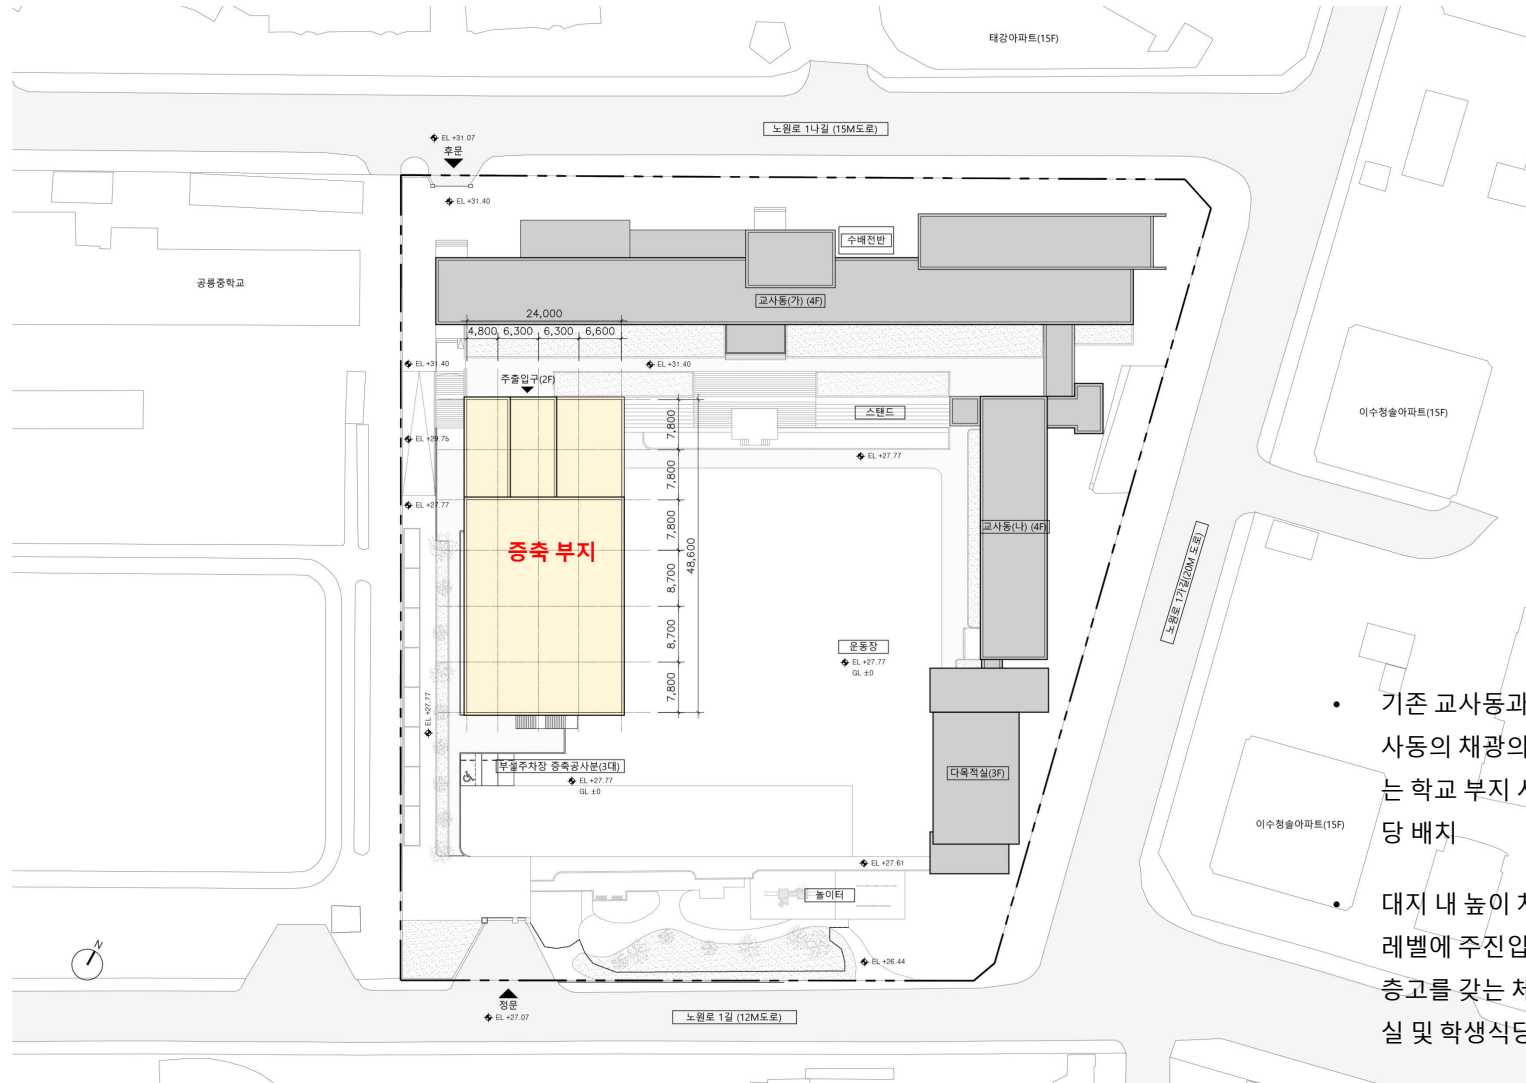 태강아파트(15F)
노원로 1나길 (15M도로)
EL +31.07
후문
EL +31.40
수배전반
공릉중학교
교사동(가) (4F)
24,000
4,800 6,300 6,300 6,600
EL +31.40
EL +31.40
주출입구(2F)
스탠드
이수청솔아파트(15F)
7,800
EL +29.76
EL +27.77
7,800
EL +27.77
7,800
교사동(나) (4F)
증축 부지
48,600
8,700
노원로 1가길(20M 도로)
8,700
운동장
EL +27.77
GL ±0
7,800
EL +27.77
부설주차장 증축공사분(3대)
EL +27.77
GL ±0
다목적실(3F)
이수청솔아파트(15F)
EL +27.61
놀이터
N
EL +26.44
정문
EL +27.07
노원로 1길 (12M도로)
• 기존 교사동과
사동의 채광의
는 학교 부지
당 배치
• 대지 내 높이
레벨에 주진입
층고를 갖는
실 및 학생식당